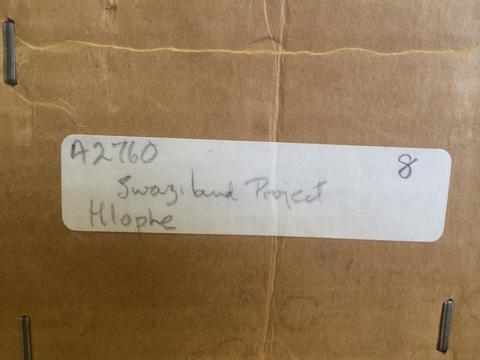 A2760 8
Swaziland Project
Hlophe